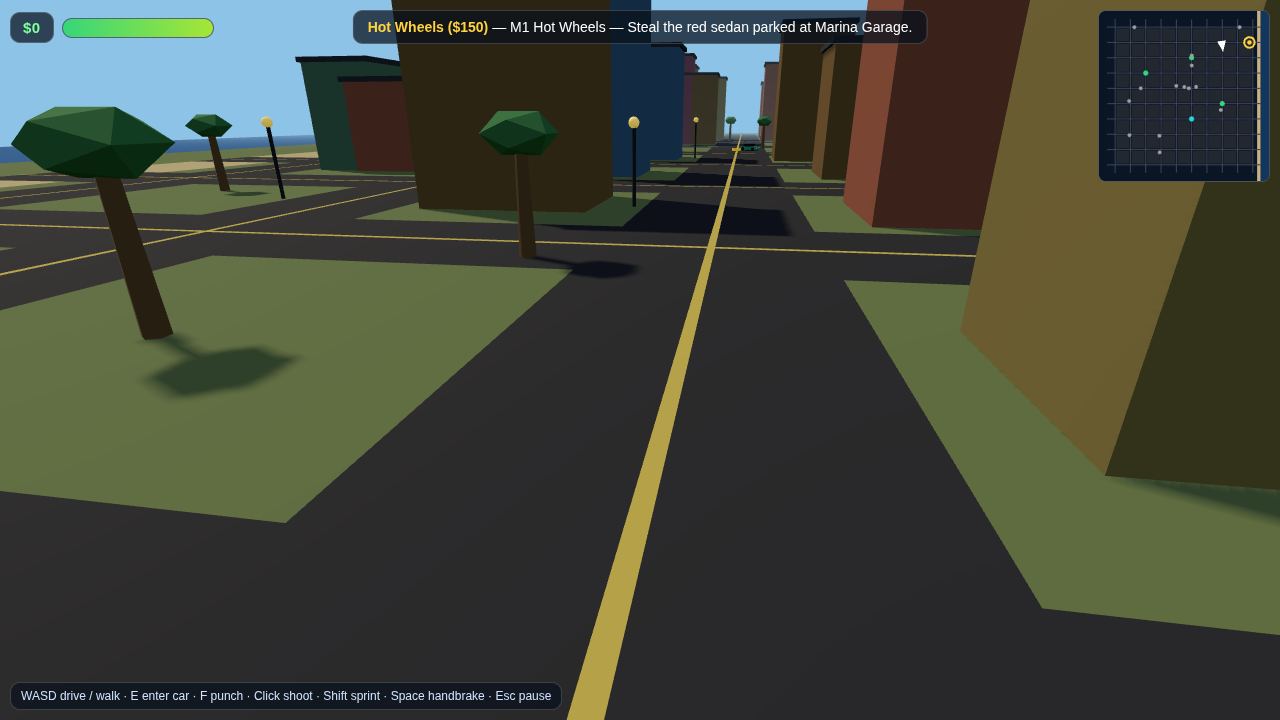 $0
Hot Wheels ($150) — M1 Hot Wheels — Steal the red sedan parked at Marina Garage.
WASD drive / walk · E enter car · F punch · Click shoot · Shift sprint · Space handbrake · Esc pause